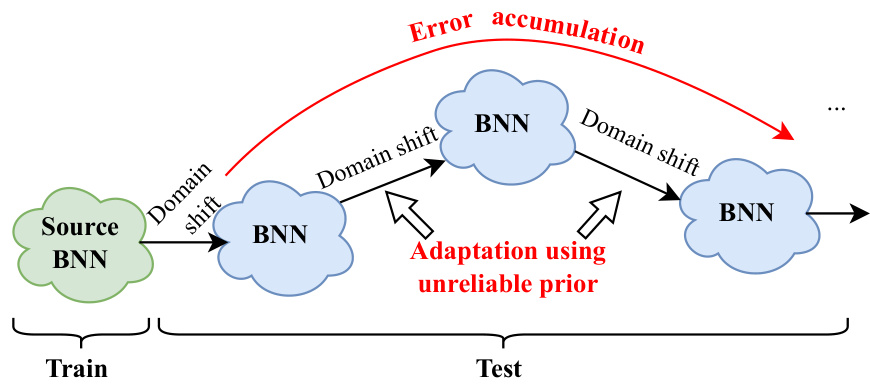 Error accumulation
...
Domain
shift
Domain shift
Domain shift
Source
BNN
BNN
BNN
BNN
Adaptation using
unreliable prior
Train
Test